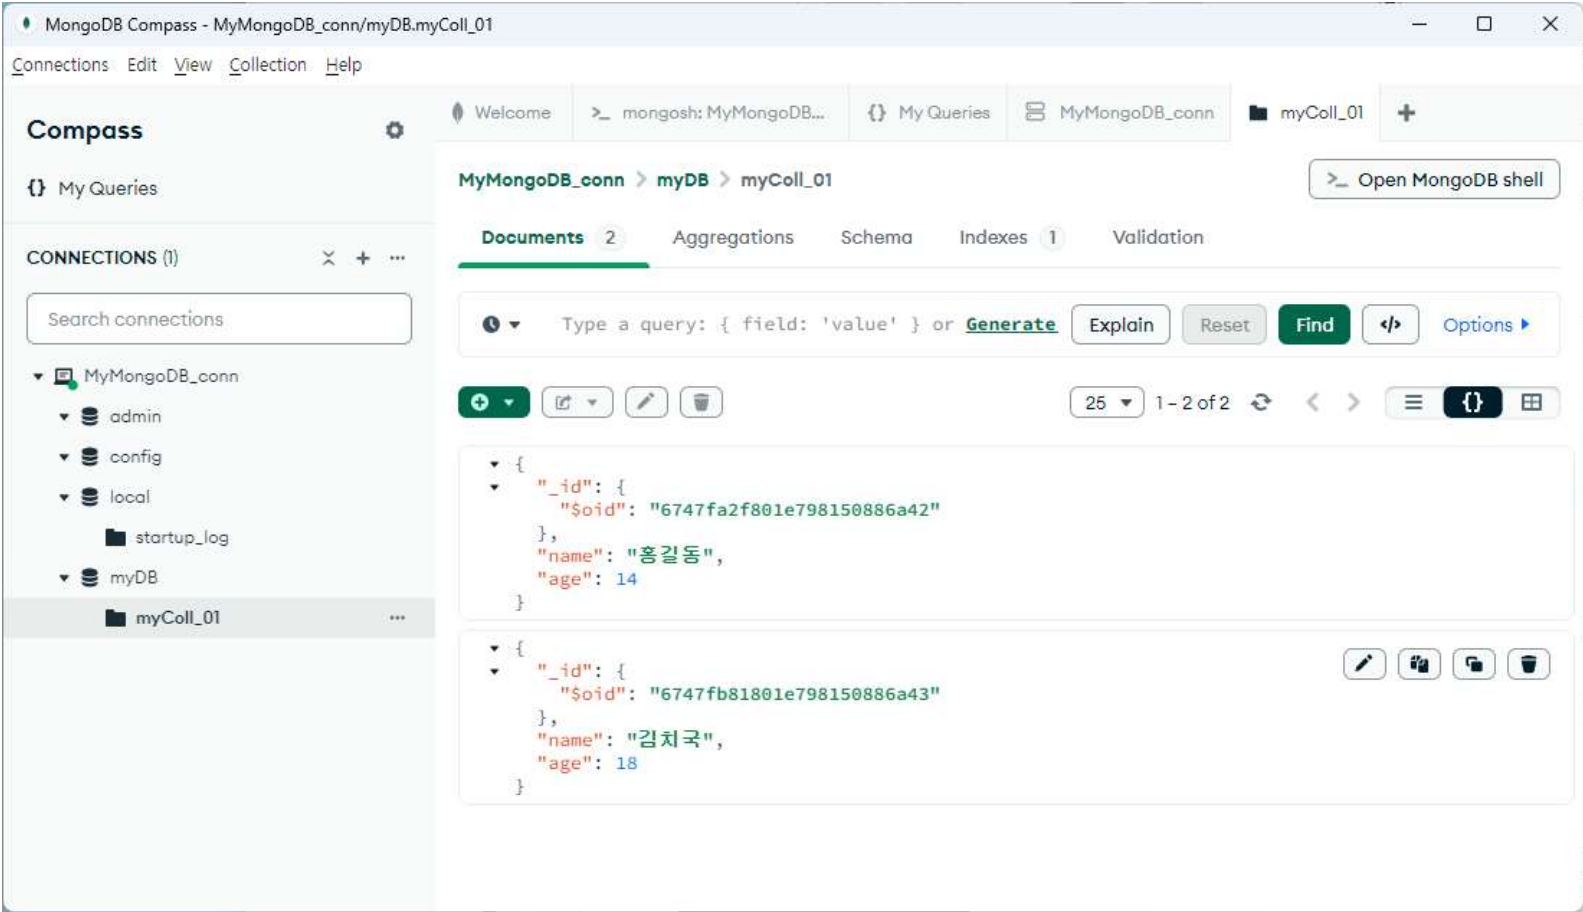 MongoDB Compass - MyMongoDB_conn/myDB.myColl_01
Connections Edit View Collection Help
Compass
{} My Queries
CONNECTIONS (1)
Search connections
MyMongoDB_conn
admin
config
local
startup_log
myDB
myColl_01
Welcome
>_ mongosh: MyMongoDB...
{} My Queries
MyMongoDB_conn
myColl_01
MyMongoDB_conn > myDB > myColl_01
>_ Open MongoDB shell
Documents 2 Aggregations Schema Indexes 1 Validation
Type a query: { field: 'value' } or Generate Explain Reset Find </> Options
25 1 – 2 of 2 {}
{
"_id": {
"$oid": "6747fa2f801e798150886a42"
},
"name": "홍길동",
"age": 14
}
{
"_id": {
"$oid": "6747fb81801e798150886a43"
},
"name": "김치국",
"age": 18
}